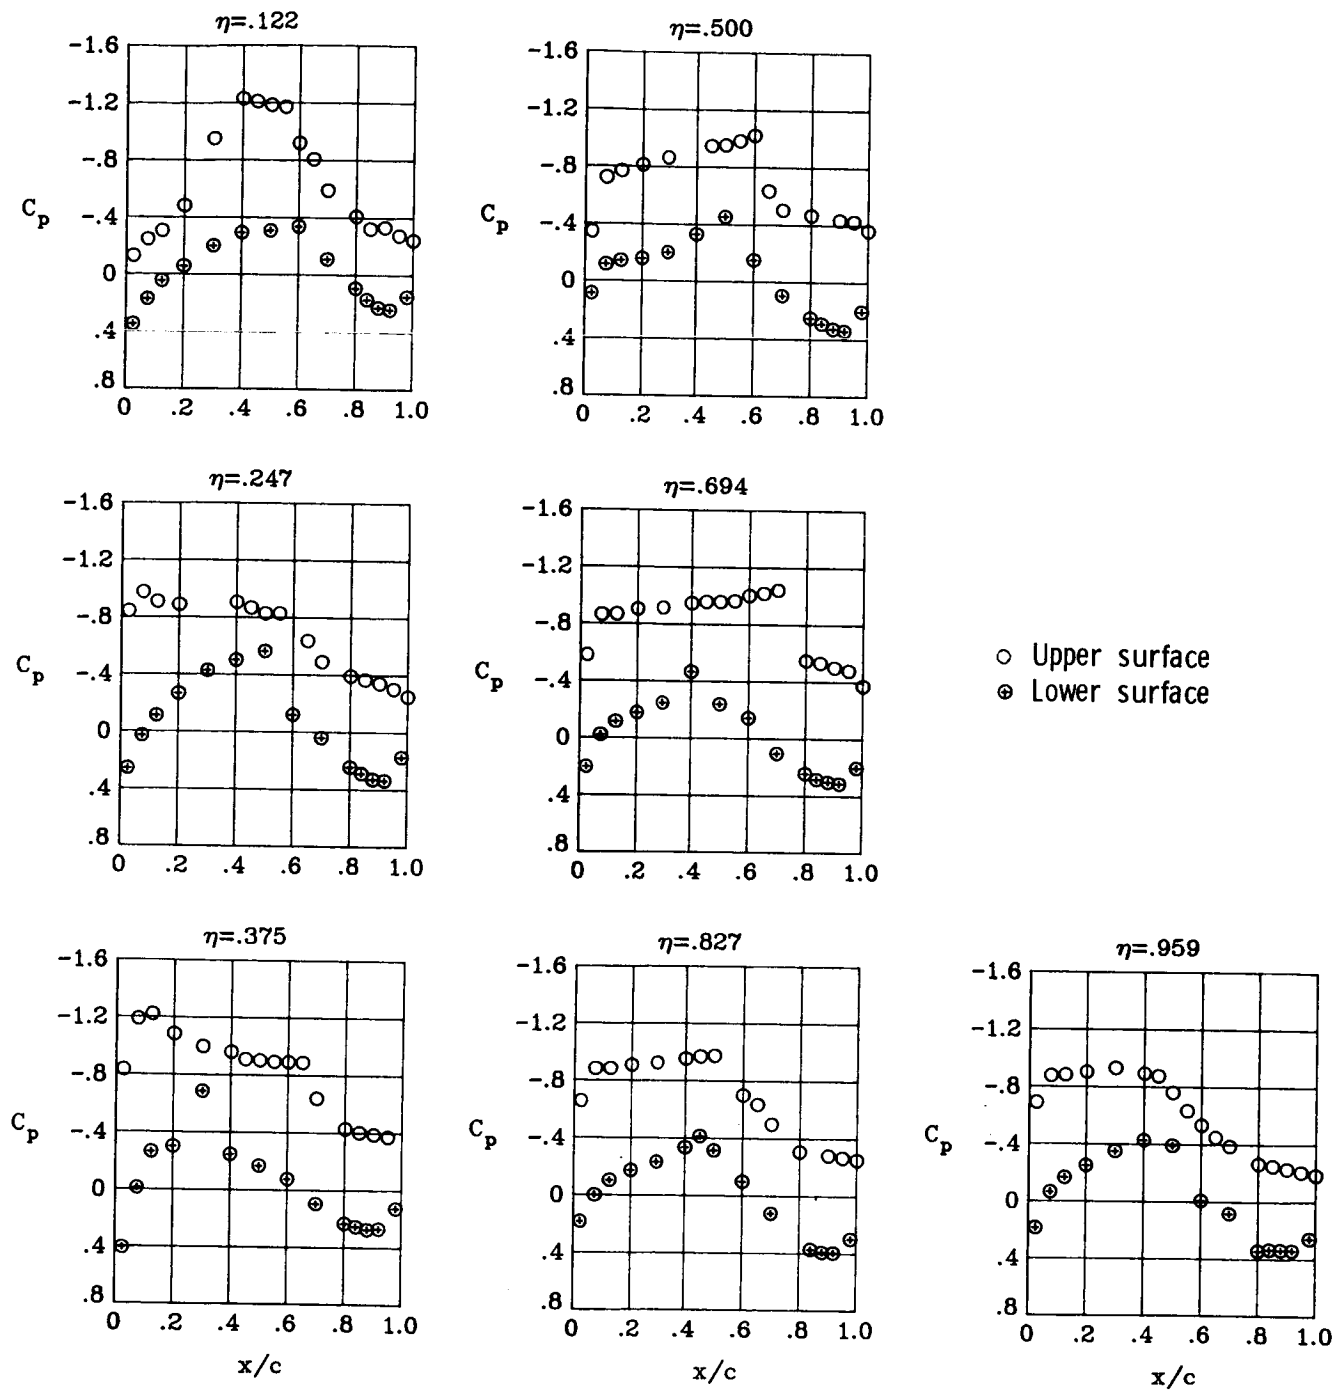 η=.122
-1.6
-1.2
-.8
-.4
0
.4
.8
C_p
0 .2 .4 .6 .8 1.0
η=.500
-1.6
-1.2
-.8
-.4
0
.4
.8
C_p
0 .2 .4 .6 .8 1.0
η=.247
-1.6
-1.2
-.8
-.4
0
.4
.8
C_p
0 .2 .4 .6 .8 1.0
η=.694
-1.6
-1.2
-.8
-.4
0
.4
.8
C_p
0 .2 .4 .6 .8 1.0
Upper surface
Lower surface
η=.375
-1.6
-1.2
-.8
-.4
0
.4
.8
C_p
0 .2 .4 .6 .8 1.0
x/c
η=.827
-1.6
-1.2
-.8
-.4
0
.4
.8
C_p
0 .2 .4 .6 .8 1.0
x/c
η=.959
-1.6
-1.2
-.8
-.4
0
.4
.8
C_p
0 .2 .4 .6 .8 1.0
x/c